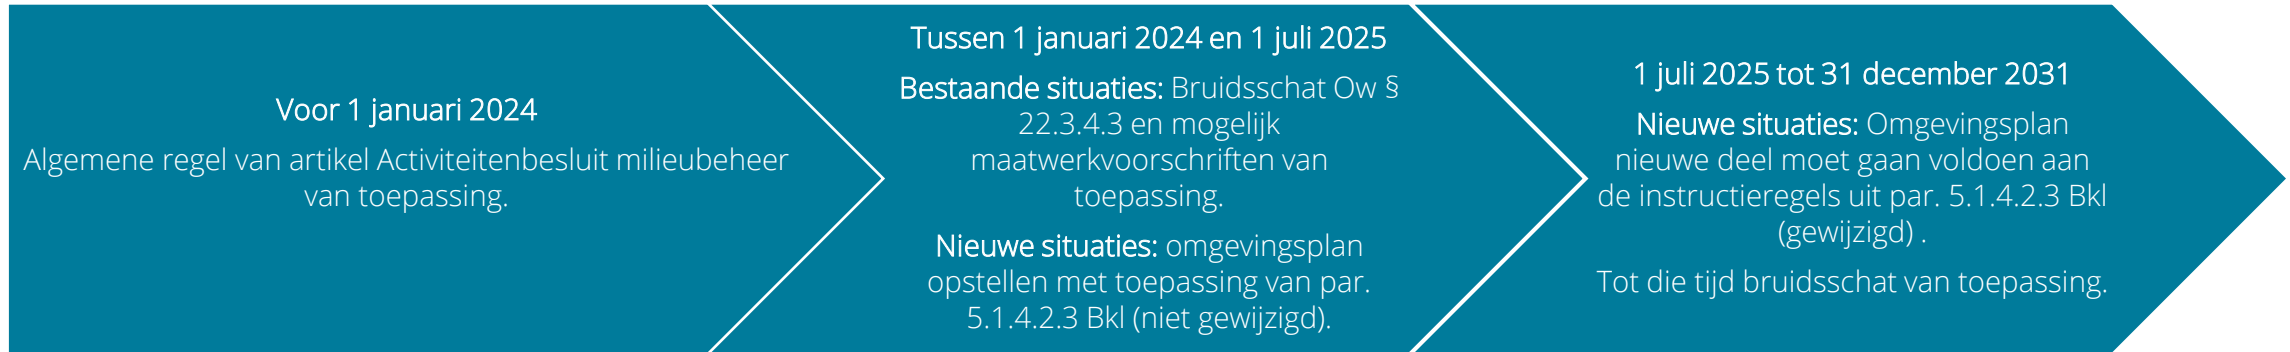 Voor 1 januari 2024
Algemene regel van artikel Activiteitenbesluit milieubeheer
van toepassing.
Tussen 1 januari 2024 en 1 juli 2025
Bestaande situaties: Bruidsschat Ow §
22.3.4.3 en mogelijk
maatwerkvoorschriften van
toepassing.
Nieuwe situaties: omgevingsplan
opstellen met toepassing van par.
5.1.4.2.3 Bkl (niet gewijzigd).
1 juli 2025 tot 31 december 2031
Nieuwe situaties: Omgevingsplan
nieuwe deel moet gaan voldoen aan
de instructieregels uit par. 5.1.4.2.3 Bkl
(gewijzigd) .
Tot die tijd bruidsschat van toepassing.